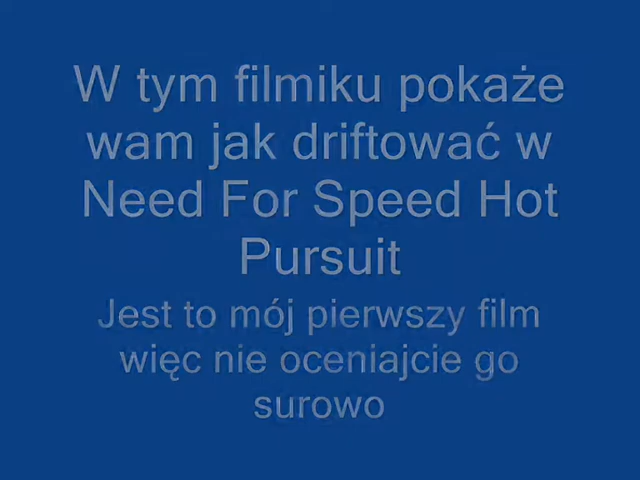 W tym filmiku pokaże
wam jak driftować w
Need For Speed Hot
Pursuit
Jest to mój pierwszy film
więc nie oceniajcie go
surowo